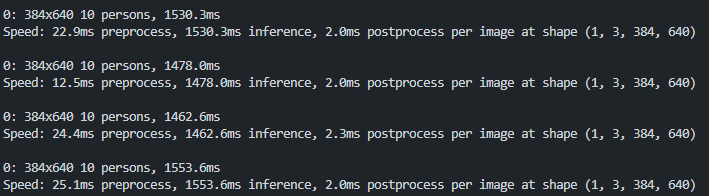 0: 384x640 10 persons, 1530.3ms
Speed: 22.9ms preprocess, 1530.3ms inference, 2.0ms postprocess per image at shape (1, 3, 384, 640)
0: 384x640 10 persons, 1478.0ms
Speed: 12.5ms preprocess, 1478.0ms inference, 2.0ms postprocess per image at shape (1, 3, 384, 640)
0: 384x640 10 persons, 1462.6ms
Speed: 24.4ms preprocess, 1462.6ms inference, 2.3ms postprocess per image at shape (1, 3, 384, 640)
0: 384x640 10 persons, 1553.6ms
Speed: 25.1ms preprocess, 1553.6ms inference, 2.0ms postprocess per image at shape (1, 3, 384, 640)